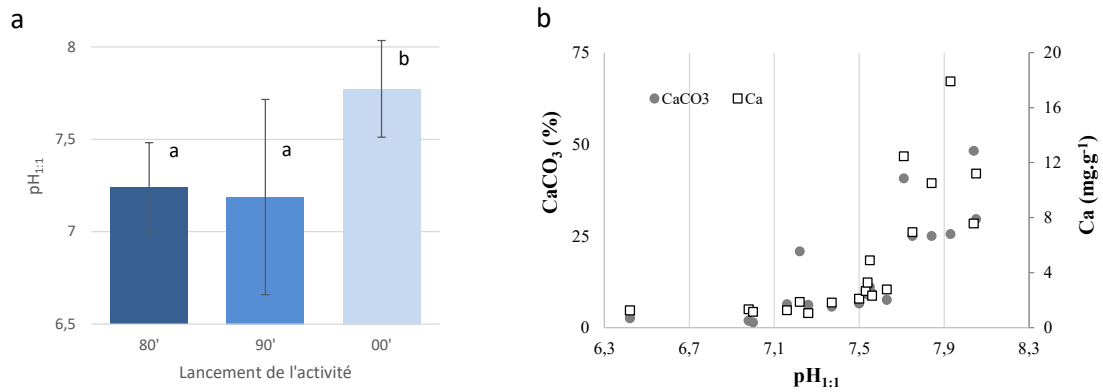 a
8
7,5
7
6,5
pH1:1
a
a
b
80'
90'
00'
Lancement de l'activité
b
75
50
25
0
CaCO3 (%)
CaCO3
Ca
20
16
12
8
4
0
Ca (mg.g-1)
6,3
6,7
7,1
7,5
7,9
8,3
pH1:1